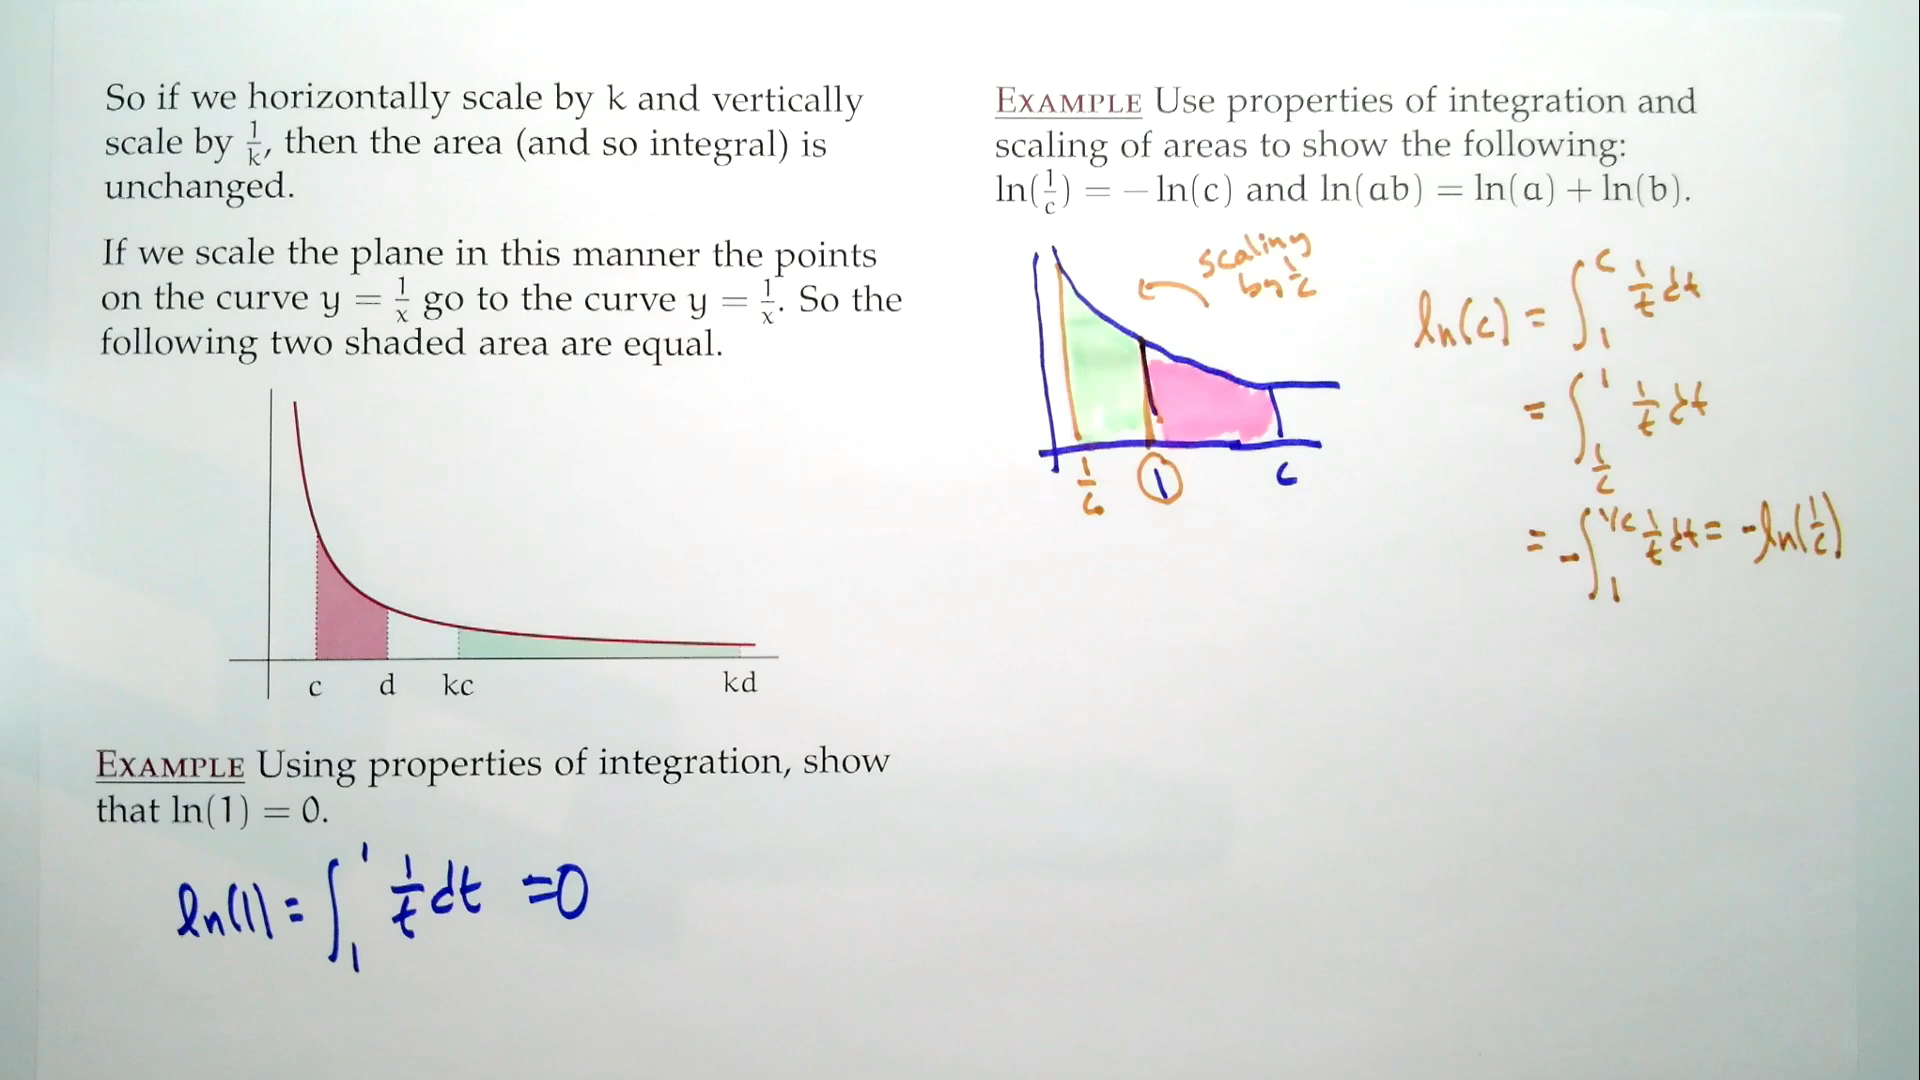 So if we horizontally scale by k and vertically
scale by 1/k, then the area (and so integral) is
unchanged.
If we scale the plane in this manner the points
on the curve y = 1/x go to the curve y = 1/x. So the
following two shaded area are equal.
c d kc kd
EXAMPLE Using properties of integration, show
that ln(1) = 0.
ln(1) = ∫₁¹ 1/t dt = 0
EXAMPLE Use properties of integration and
scaling of areas to show the following:
ln(1/c) = − ln(c) and ln(ab) = ln(a) + ln(b).
scaling
by 1/c
1/c 1 c
ln(c) = ∫₁^c 1/t dt
= ∫_{1/c}^1 1/t dt
= -∫₁^{1/c} 1/t dt = -ln(1/c)